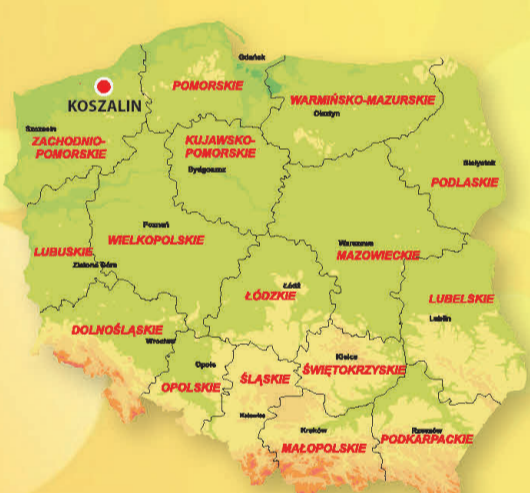 Gdańsk
POMORSKIE
KOSZALIN
WARMIŃSKO-MAZURSKIE
Olsztyn
Szczecin
ZACHODNIO-
POMORSKIE
KUJAWSKO-
POMORSKIE
Bydgoszcz
Białystok
PODLASKIE
Poznań
WIELKOPOLSKIE
LUBUSKIE
Zielona Góra
Warszawa
MAZOWIECKIE
Łódź
ŁÓDZKIE
LUBELSKIE
Lublin
DOLNOŚLĄSKIE
Wrocław
Opole
OPOLSKIE
ŚLĄSKIE
Katowice
Kielce
ŚWIĘTOKRZYSKIE
Kraków
MAŁOPOLSKIE
Rzeszów
PODKARPACKIE